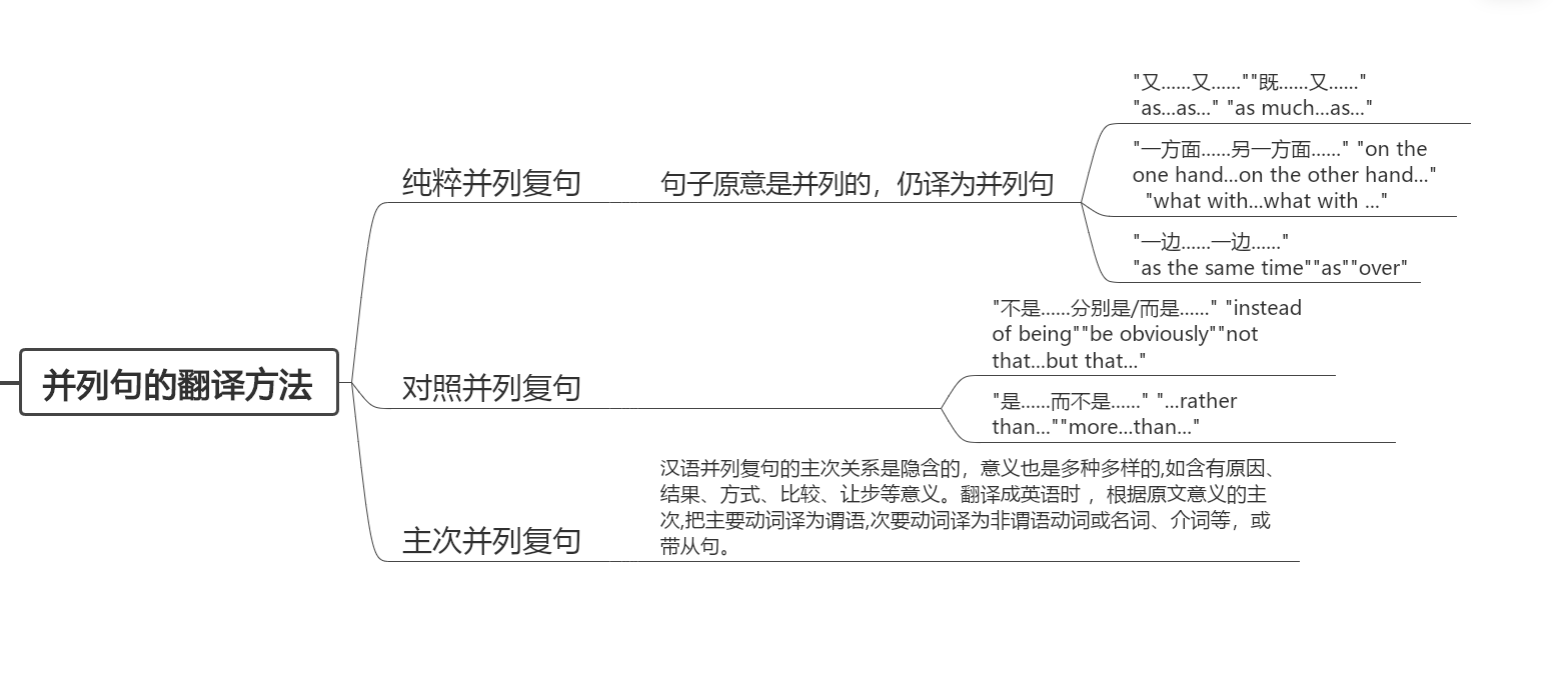 并列句的翻译方法
纯粹并列复句
句子原意是并列的，仍译为并列句
"又......又......""既......又......"
"as...as..." "as much...as..."
"一方面......另一方面......" "on the
one hand...on the other hand..."
"what with...what with ..."
"一边......一边......"
"as the same time""as""over"
对照并列复句
"不是......分别是/而是......" "instead
of being""be obviously""not
that...but that..."
"是......而不是......" "...rather
than...""more...than..."
主次并列复句
汉语并列复句的主次关系是隐含的，意义也是多种多样的,如含有原因、
结果、方式、比较、让步等意义。翻译成英语时 ，根据原文意义的主
次,把主要动词译为谓语,次要动词译为非谓语动词或名词、介词等，或
带从句。